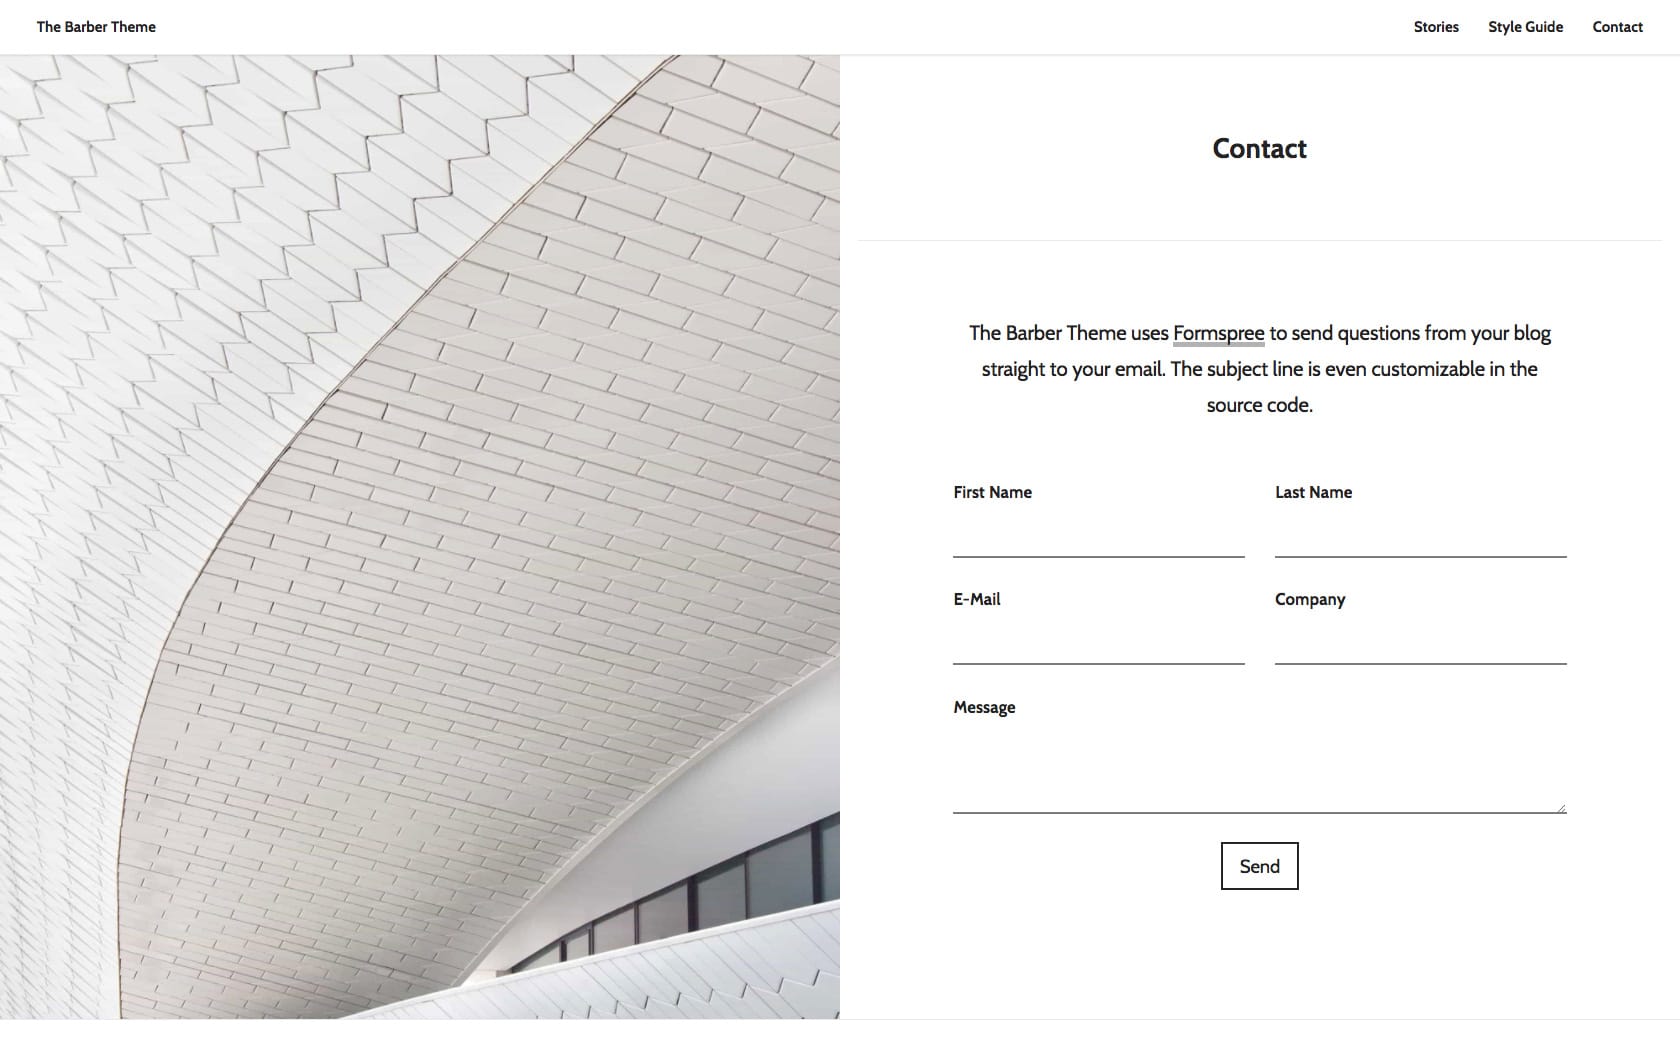 The Barber Theme
Stories Style Guide Contact
Contact
The Barber Theme uses Formspree to send questions from your blog
straight to your email. The subject line is even customizable in the
source code.
First Name Last Name
E-Mail Company
Message
Send